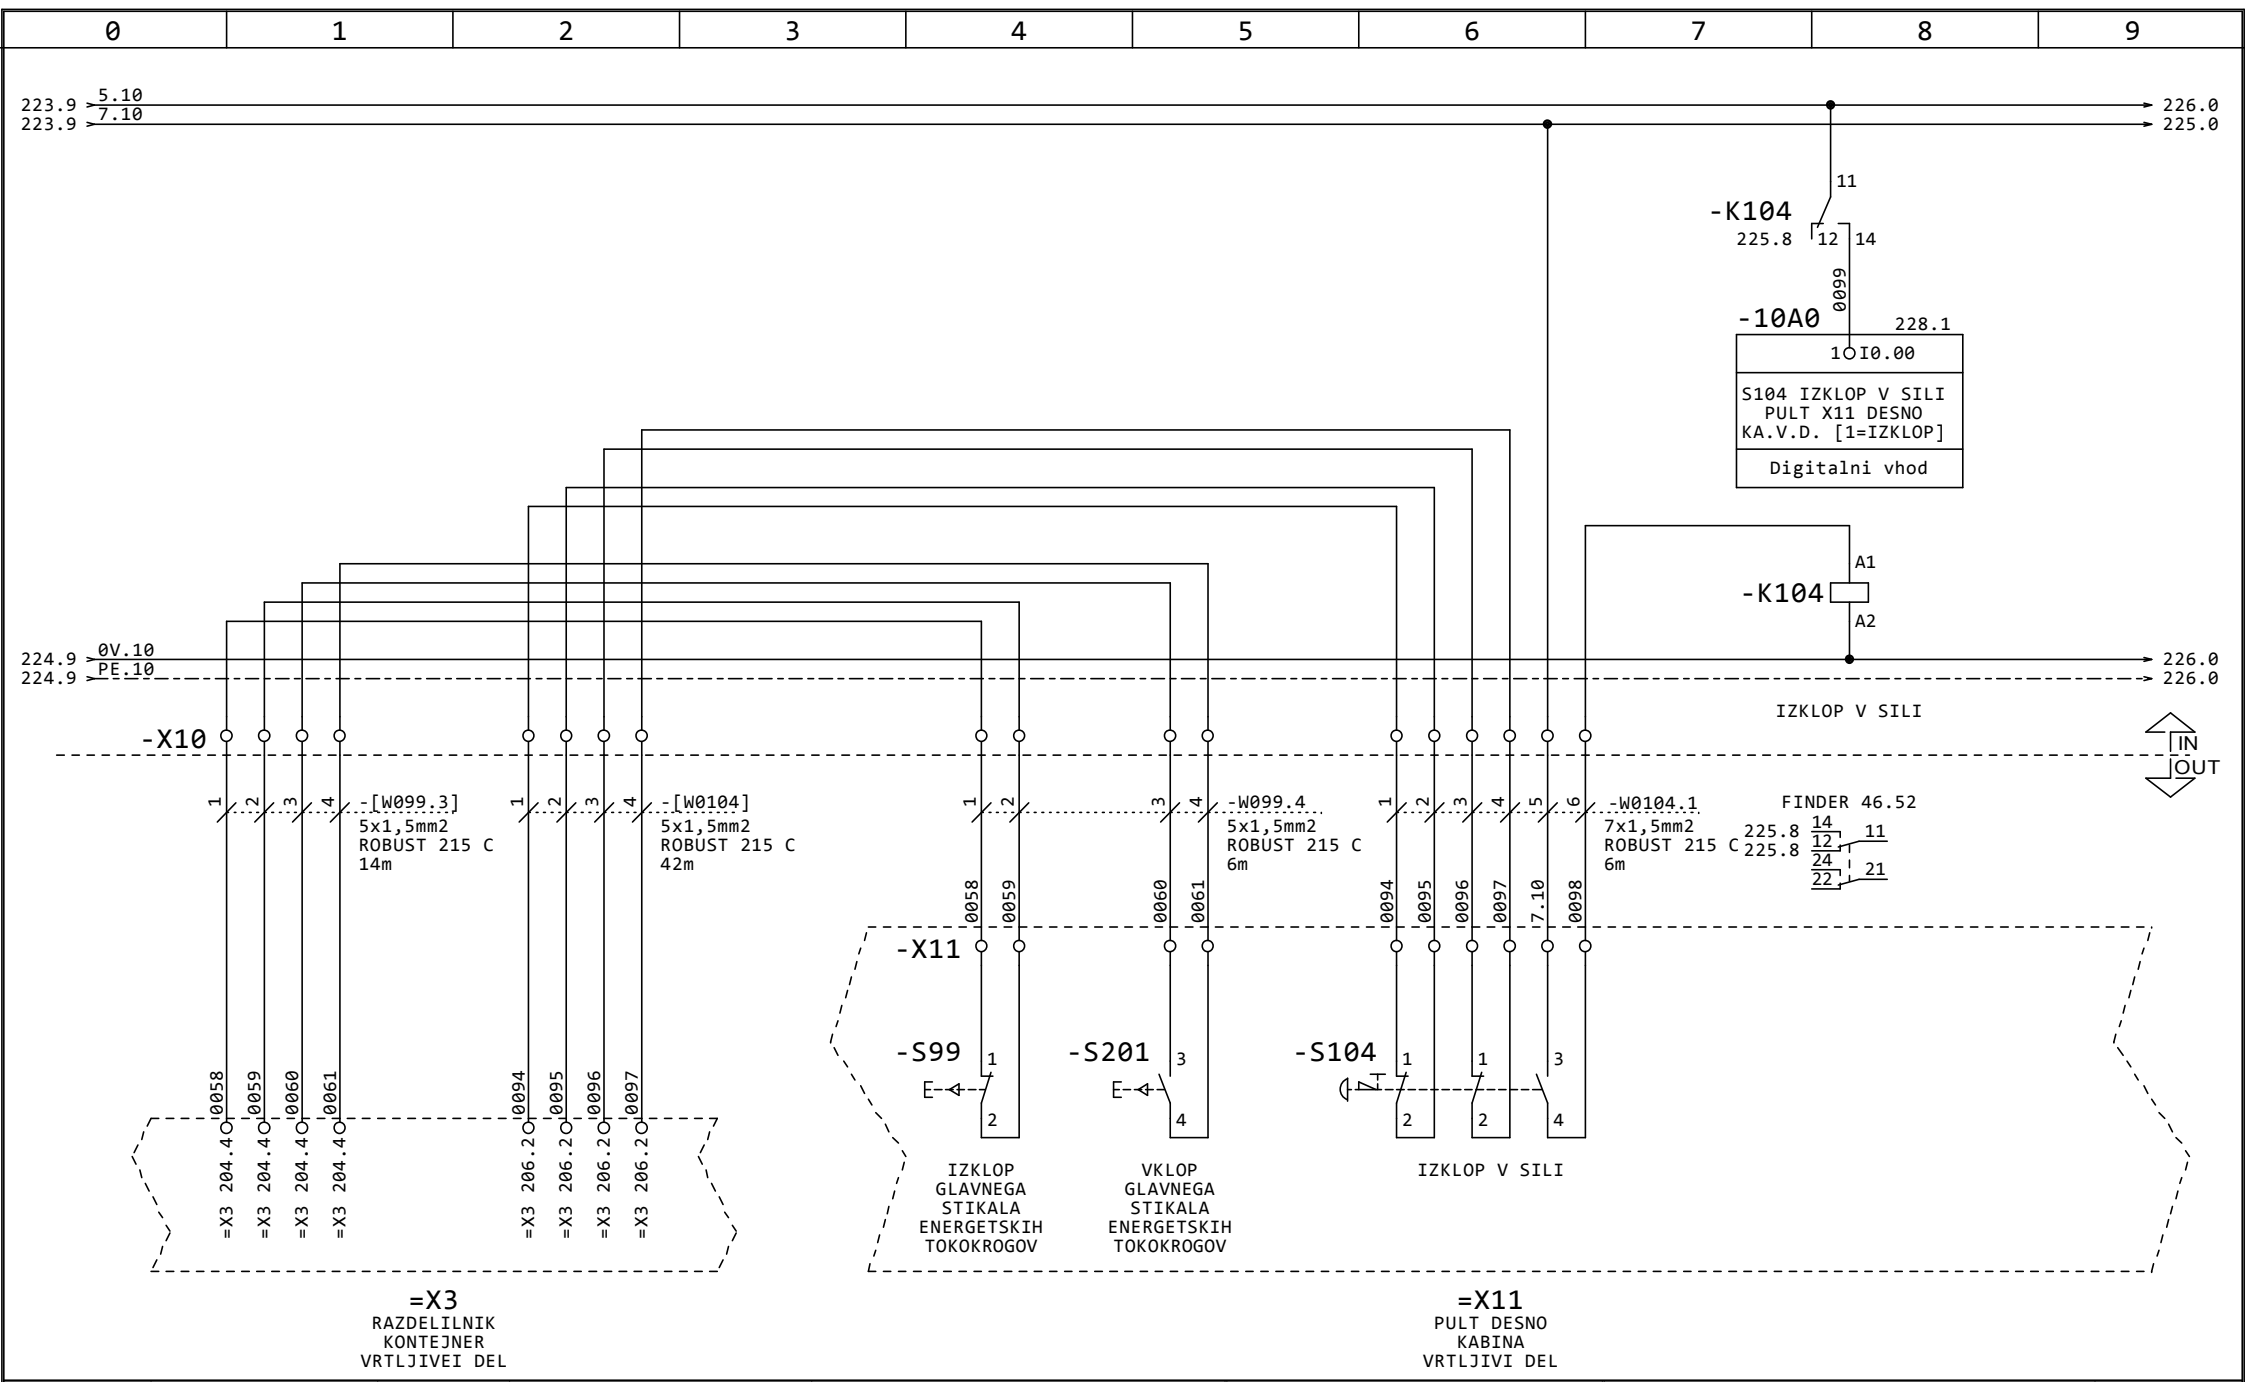 0 1 2 3 4 5 6 7 8 9
223.9 5.10 226.0
223.9 7.10 225.0
11
-K104
225.8 12 14
0099
-10A0 228.1
1 I0.00
S104 IZKLOP V SILI
PULT X11 DESNO
KA.V.D. [1=IZKLOP]
Digitalni vhod
A1
-K104
A2
224.9 0V.10 226.0
224.9 PE.10 226.0
IZKLOP V SILI
-X10
IN
OUT
1 2 3 4 -[W099.3]
5x1,5mm2
ROBUST 215 C
14m
1 2 3 4 -[W0104]
5x1,5mm2
ROBUST 215 C
42m
1 2 3 4 -W099.4
5x1,5mm2
ROBUST 215 C
6m
1 2 3 4 5 6 -W0104.1
7x1,5mm2
ROBUST 215 C
6m
FINDER 46.52
14
225.8 11
12
225.8
24
21
22
0058 0059 0060 0061 0094 0095 0096 0097 7.10 0098
-X11
-S99 1
2
-S201 3
4
-S104 1 1 3
2 2 4
0058 0059 0060 0061 0094 0095 0096 0097
=X3 204.4 =X3 204.4 =X3 204.4 =X3 204.4 =X3 206.2 =X3 206.2 =X3 206.2 =X3 206.2
IZKLOP
GLAVNEGA
STIKALA
ENERGETSKIH
TOKOKROGOV
VKLOP
GLAVNEGA
STIKALA
ENERGETSKIH
TOKOKROGOV
IZKLOP V SILI
=X3
RAZDELILNIK
KONTEJNER
VRTLJIVEI DEL
=X11
PULT DESNO
KABINA
VRTLJIVI DEL